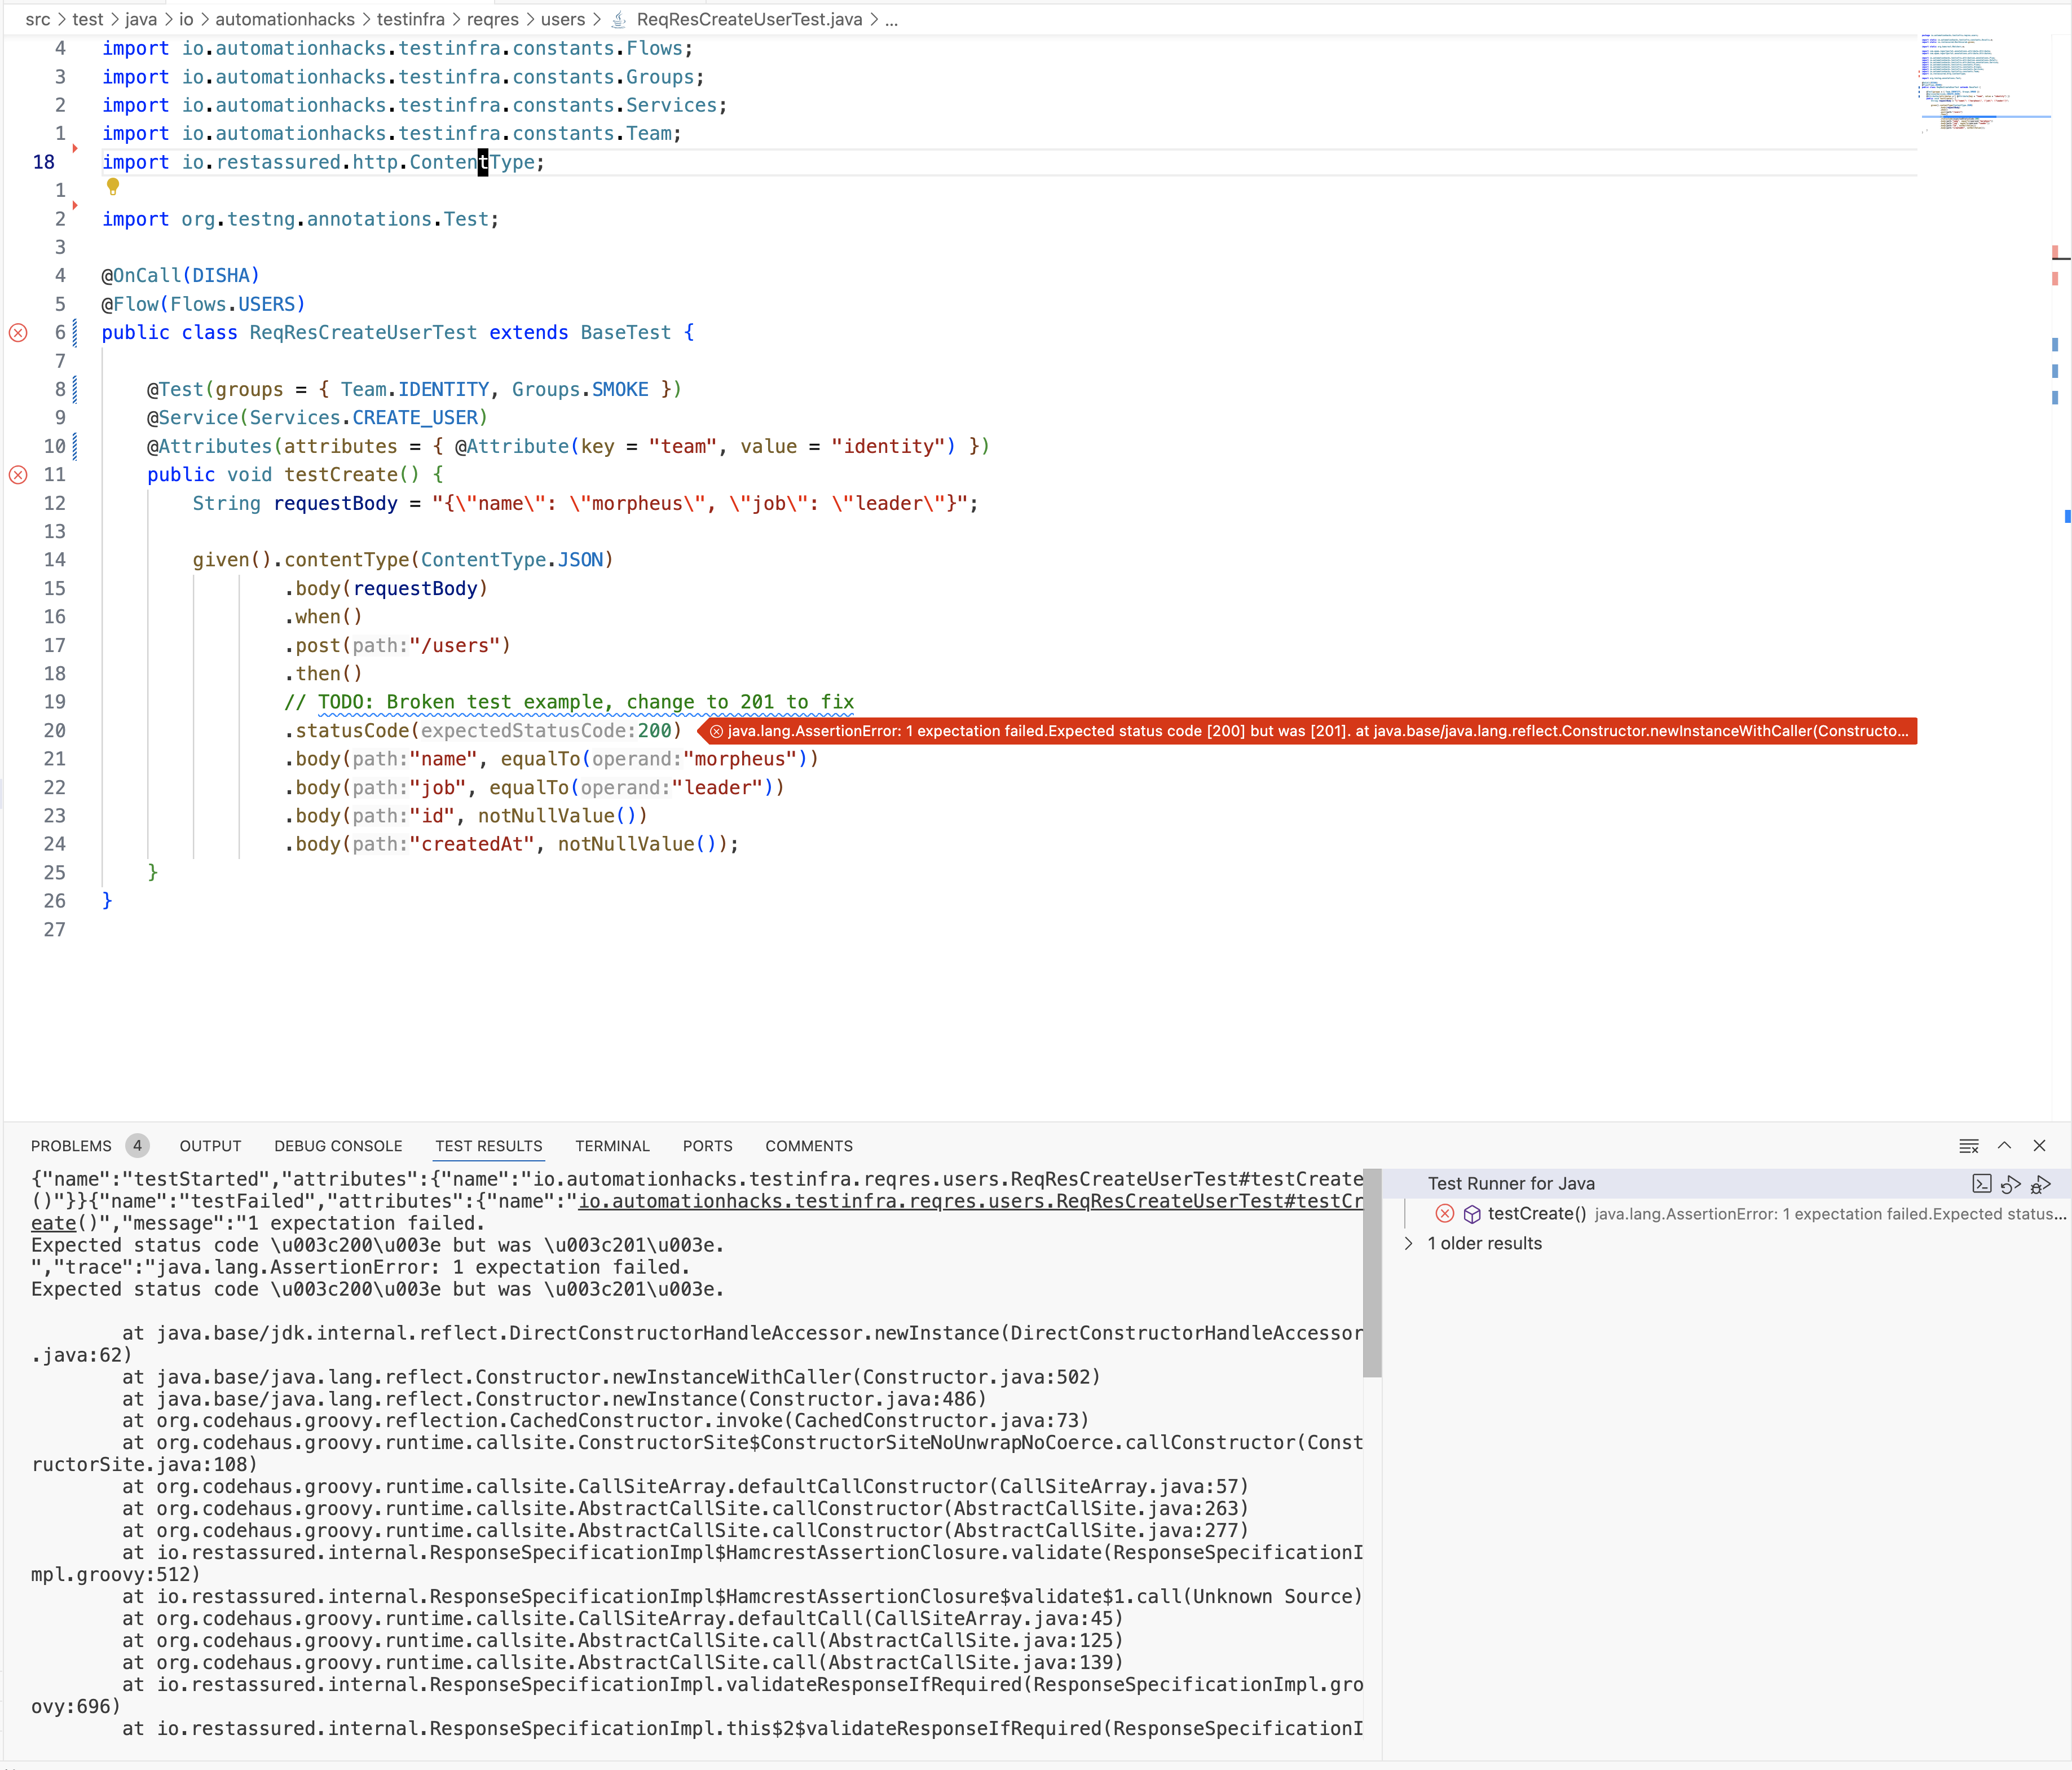 src > test > java > io > automationhacks > testinfra > reqres > users > ReqResCreateUserTest.java > ...
4 import io.automationhacks.testinfra.constants.Flows;
3 import io.automationhacks.testinfra.constants.Groups;
2 import io.automationhacks.testinfra.constants.Services;
1 import io.automationhacks.testinfra.constants.Team;
18 import io.restassured.http.ContentType;
1
2 import org.testng.annotations.Test;
3
4 @OnCall(DISHA)
5 @Flow(Flows.USERS)
6 public class ReqResCreateUserTest extends BaseTest {
7
8 @Test(groups = { Team.IDENTITY, Groups.SMOKE })
9 @Service(Services.CREATE_USER)
10 @Attributes(attributes = { @Attribute(key = "team", value = "identity") })
11 public void testCreate() {
12 String requestBody = "{\"name\": \"morpheus\", \"job\": \"leader\"}";
13
14 given().contentType(ContentType.JSON)
15 .body(requestBody)
16 .when()
17 .post(path:"/users")
18 .then()
19 // TODO: Broken test example, change to 201 to fix
20 .statusCode(expectedStatusCode:200) java.lang.AssertionError: 1 expectation failed.Expected status code [200] but was [201]. at java.base/java.lang.reflect.Constructor.newInstanceWithCaller(Constructo...
21 .body(path:"name", equalTo(operand:"morpheus"))
22 .body(path:"job", equalTo(operand:"leader"))
23 .body(path:"id", notNullValue())
24 .body(path:"createdAt", notNullValue());
25 }
26 }
27
PROBLEMS 4 OUTPUT DEBUG CONSOLE TEST RESULTS TERMINAL PORTS COMMENTS
{"name":"testStarted","attributes":{"name":"io.automationhacks.testinfra.reqres.users.ReqResCreateUserTest#testCreate
()"}}{"name":"testFailed","attributes":{"name":"io.automationhacks.testinfra.reqres.users.ReqResCreateUserTest#testCr
eate()","message":"1 expectation failed.
Expected status code \u003c200\u003e but was \u003c201\u003e.
","trace":"java.lang.AssertionError: 1 expectation failed.
Expected status code \u003c200\u003e but was \u003c201\u003e.
at java.base/jdk.internal.reflect.DirectConstructorHandleAccessor.newInstance(DirectConstructorHandleAccessor
.java:62)
at java.base/java.lang.reflect.Constructor.newInstanceWithCaller(Constructor.java:502)
at java.base/java.lang.reflect.Constructor.newInstance(Constructor.java:486)
at org.codehaus.groovy.reflection.CachedConstructor.invoke(CachedConstructor.java:73)
at org.codehaus.groovy.runtime.callsite.ConstructorSite$ConstructorSiteNoUnwrapNoCoerce.callConstructor(Const
ructorSite.java:108)
at org.codehaus.groovy.runtime.callsite.CallSiteArray.defaultCallConstructor(CallSiteArray.java:57)
at org.codehaus.groovy.runtime.callsite.AbstractCallSite.callConstructor(AbstractCallSite.java:263)
at org.codehaus.groovy.runtime.callsite.AbstractCallSite.callConstructor(AbstractCallSite.java:277)
at io.restassured.internal.ResponseSpecificationImpl$HamcrestAssertionClosure.validate(ResponseSpecificationI
mpl.groovy:512)
at io.restassured.internal.ResponseSpecificationImpl$HamcrestAssertionClosure$validate$1.call(Unknown Source)
at org.codehaus.groovy.runtime.callsite.CallSiteArray.defaultCall(CallSiteArray.java:45)
at org.codehaus.groovy.runtime.callsite.AbstractCallSite.call(AbstractCallSite.java:125)
at org.codehaus.groovy.runtime.callsite.AbstractCallSite.call(AbstractCallSite.java:139)
at io.restassured.internal.ResponseSpecificationImpl.validateResponseIfRequired(ResponseSpecificationImpl.gro
ovy:696)
at io.restassured.internal.ResponseSpecificationImpl.this$2$validateResponseIfRequired(ResponseSpecificationI
Test Runner for Java
testCreate() java.lang.AssertionError: 1 expectation failed.Expected status...
1 older results